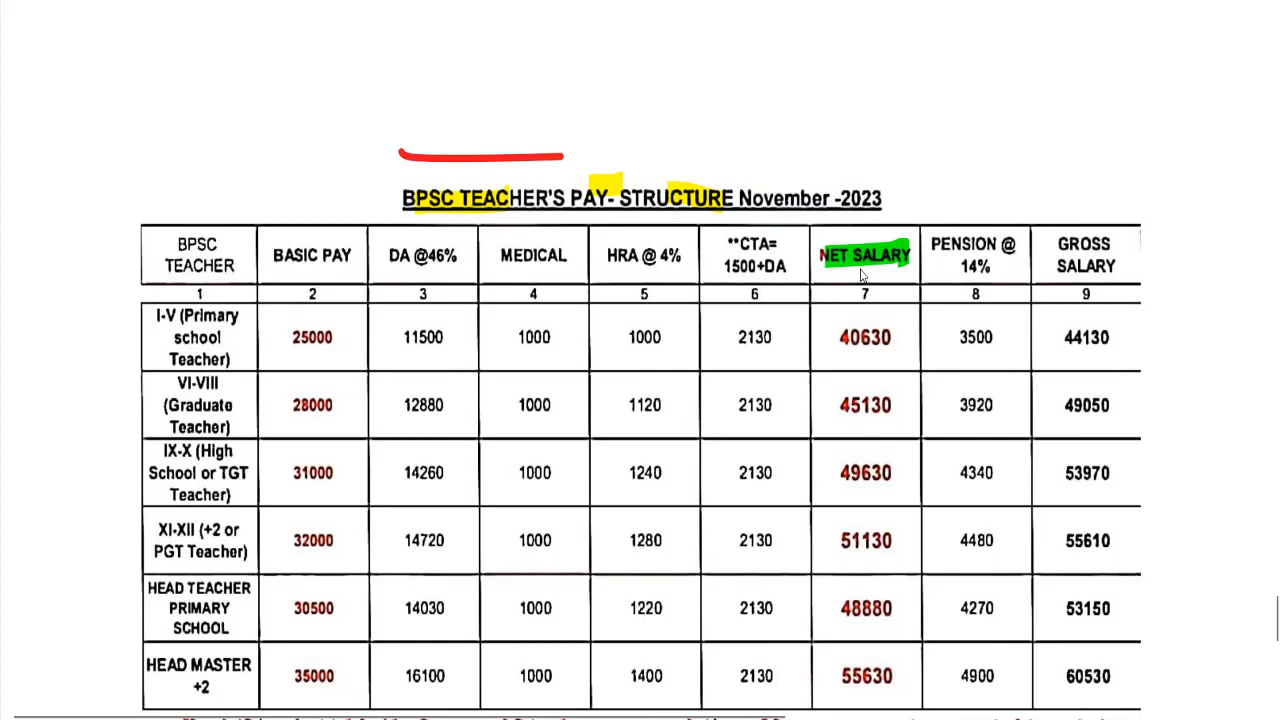 BPSC TEACHER'S PAY- STRUCTURE November -2023
BPSC TEACHER BASIC PAY DA @46% MEDICAL HRA @ 4% **CTA= 1500+DA NET SALARY PENSION @ 14% GROSS SALARY
1 2 3 4 5 6 7 8 9
I-V (Primary school Teacher) 25000 11500 1000 1000 2130 40630 3500 44130
VI-VIII (Graduate Teacher) 28000 12880 1000 1120 2130 45130 3920 49050
IX-X (High School or TGT Teacher) 31000 14260 1000 1240 2130 49630 4340 53970
XI-XII (+2 or PGT Teacher) 32000 14720 1000 1280 2130 51130 4480 55610
HEAD TEACHER PRIMARY SCHOOL 30500 14030 1000 1220 2130 48880 4270 53150
HEAD MASTER +2 35000 16100 1000 1400 2130 55630 4900 60530